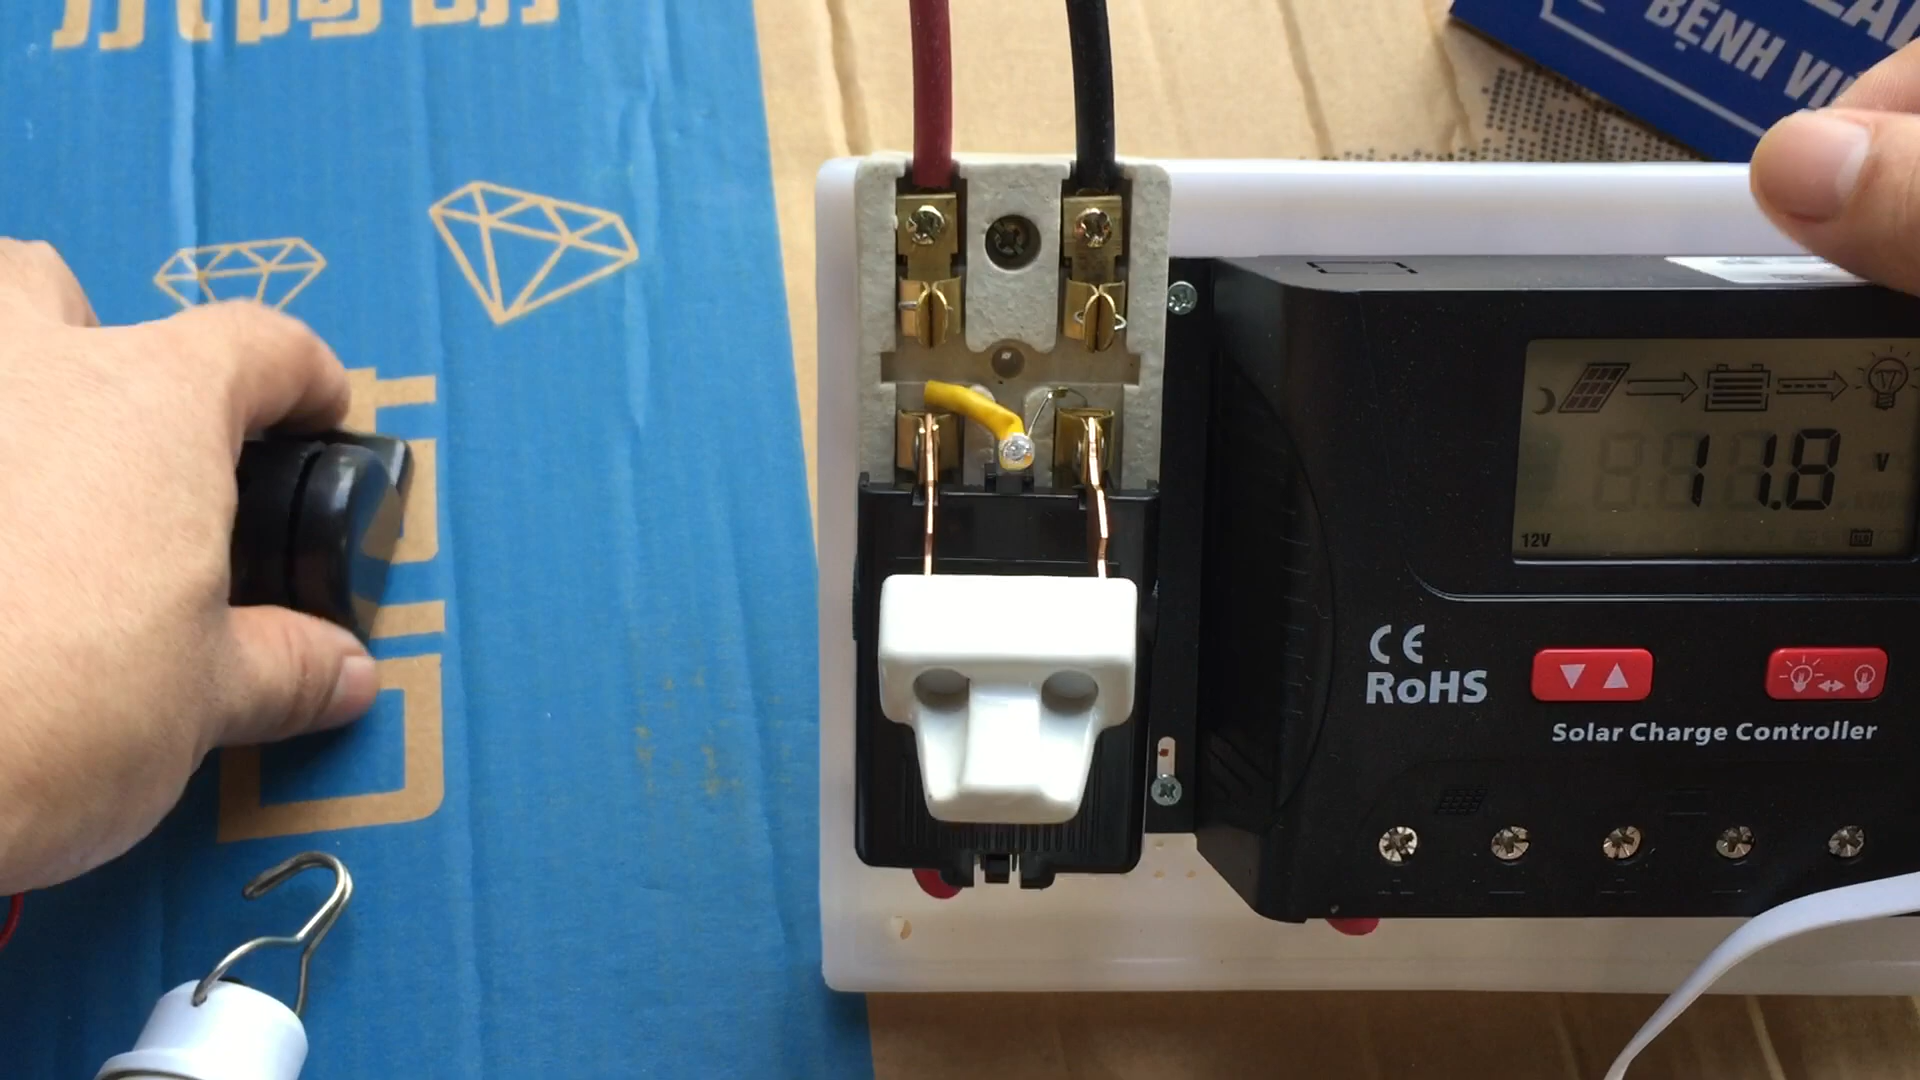 BỆNH VI
11.8 V
12V
CE
RoHS
Solar Charge Controller